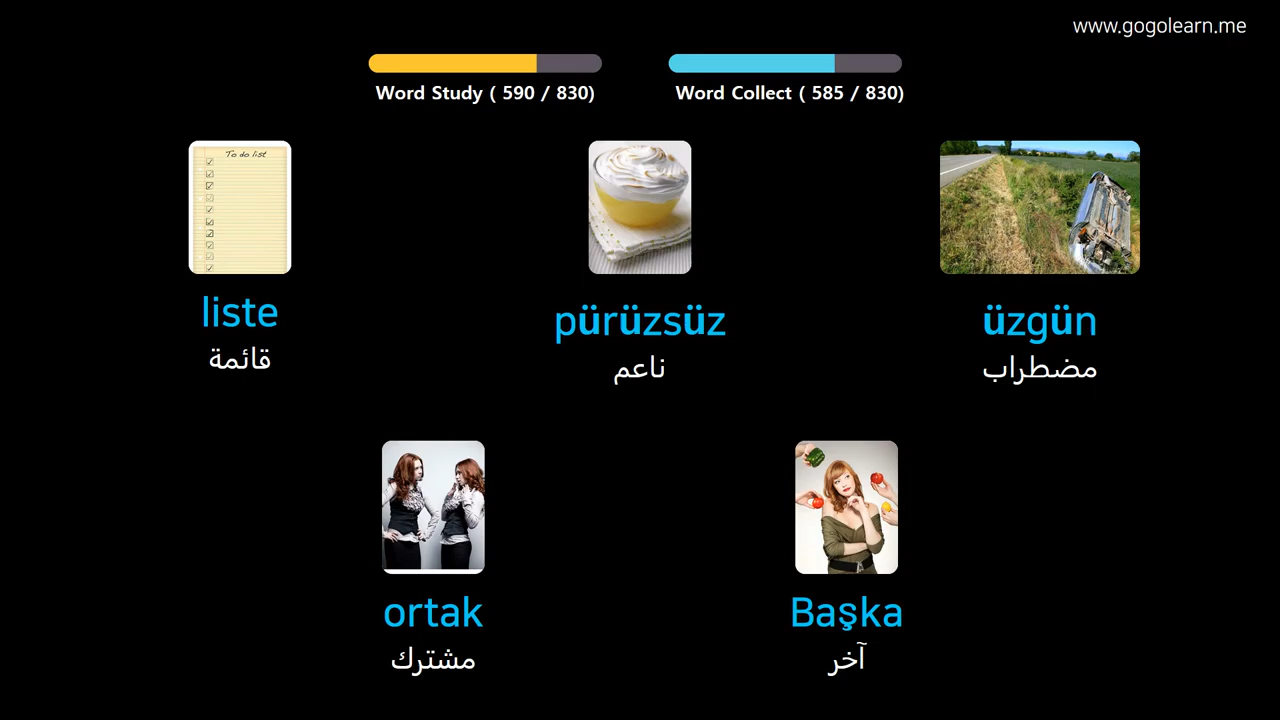 www.gogolearn.me
Word Study ( 590 / 830)
Word Collect ( 585 / 830)
To do list
liste
قائمة
pürüzsüz
ناعم
üzgün
مضطراب
ortak
مشترك
Başka
آخر